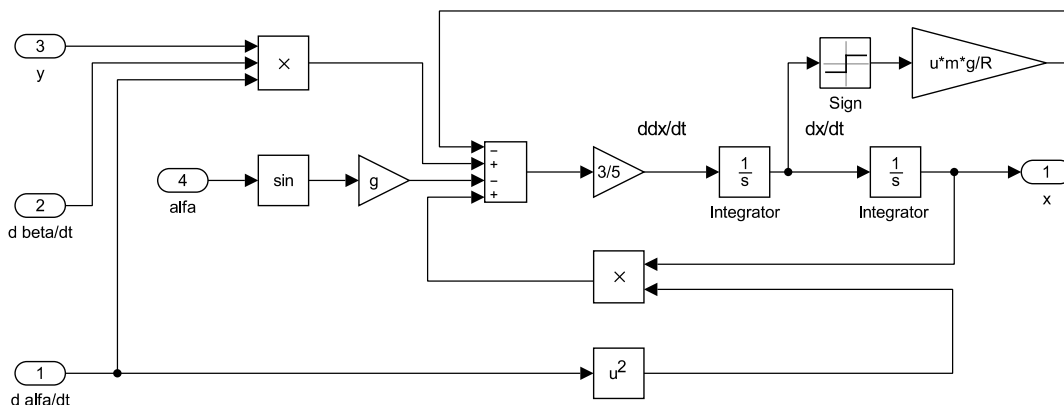 3
y
×
Sign
u*m*g/R
ddx/dt
dx/dt
−
+
−
+
4
alfa
sin
g
3/5
1
s
Integrator
1
s
Integrator
1
x
2
d beta/dt
×
1
d alfa/dt
u²